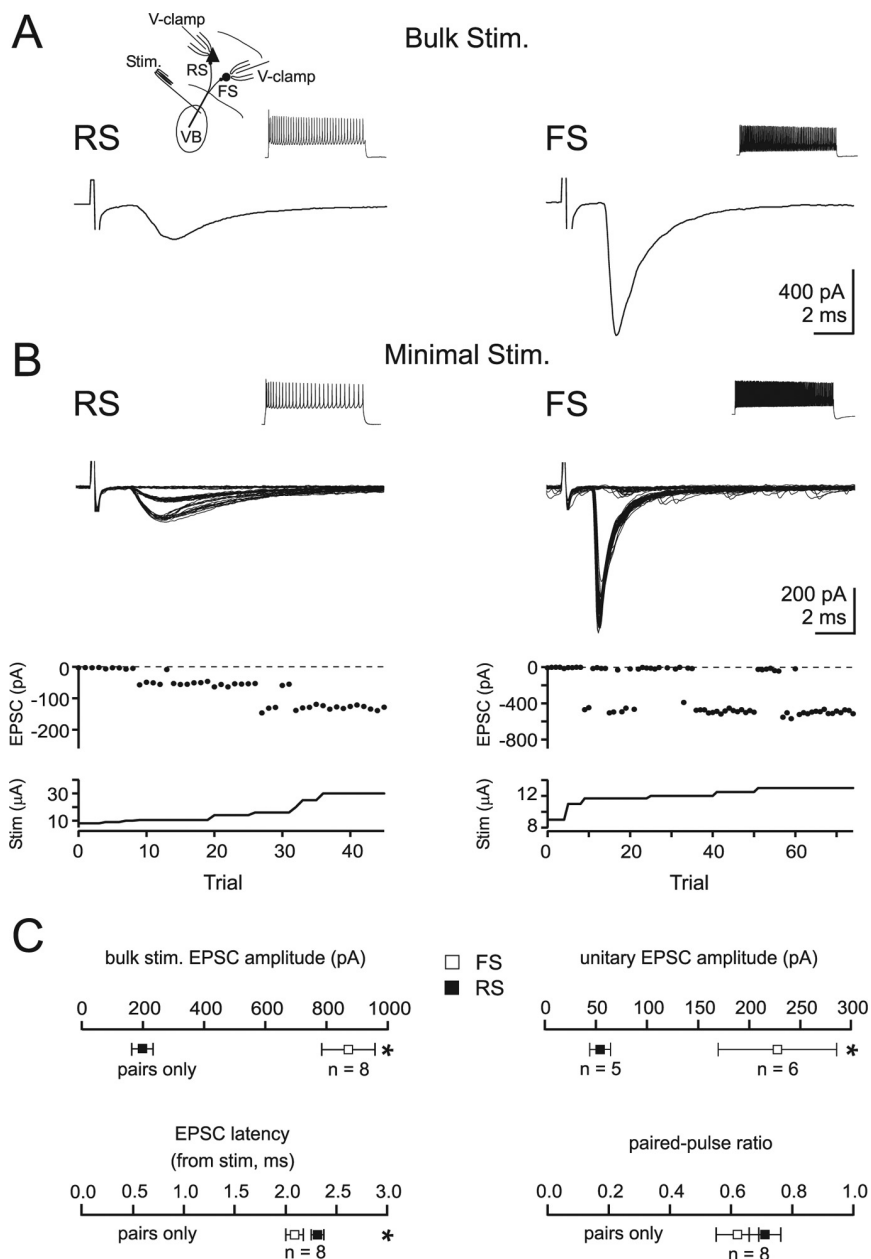 A
Bulk Stim.
V-clamp
Stim.
RS
FS
V-clamp
VB
RS
FS
400 pA
2 ms
B
Minimal Stim.
RS
FS
200 pA
2 ms
EPSC (pA)
0
-100
-200
EPSC (pA)
0
-400
-800
Stim (µA)
30
10
0 10 20 30 40
Trial
Stim (µA)
12
8
0 20 40 60
Trial
C
bulk stim. EPSC amplitude (pA)
0 200 400 600 800 1000
pairs only
n = 8
*
□ FS
■ RS
unitary EPSC amplitude (pA)
0 50 100 150 200 250 300
n = 5
n = 6
*
EPSC latency
(from stim, ms)
0.0 0.5 1.0 1.5 2.0 2.5 3.0
pairs only
n = 8
*
paired-pulse ratio
0.0 0.2 0.4 0.6 0.8 1.0
pairs only
n = 8